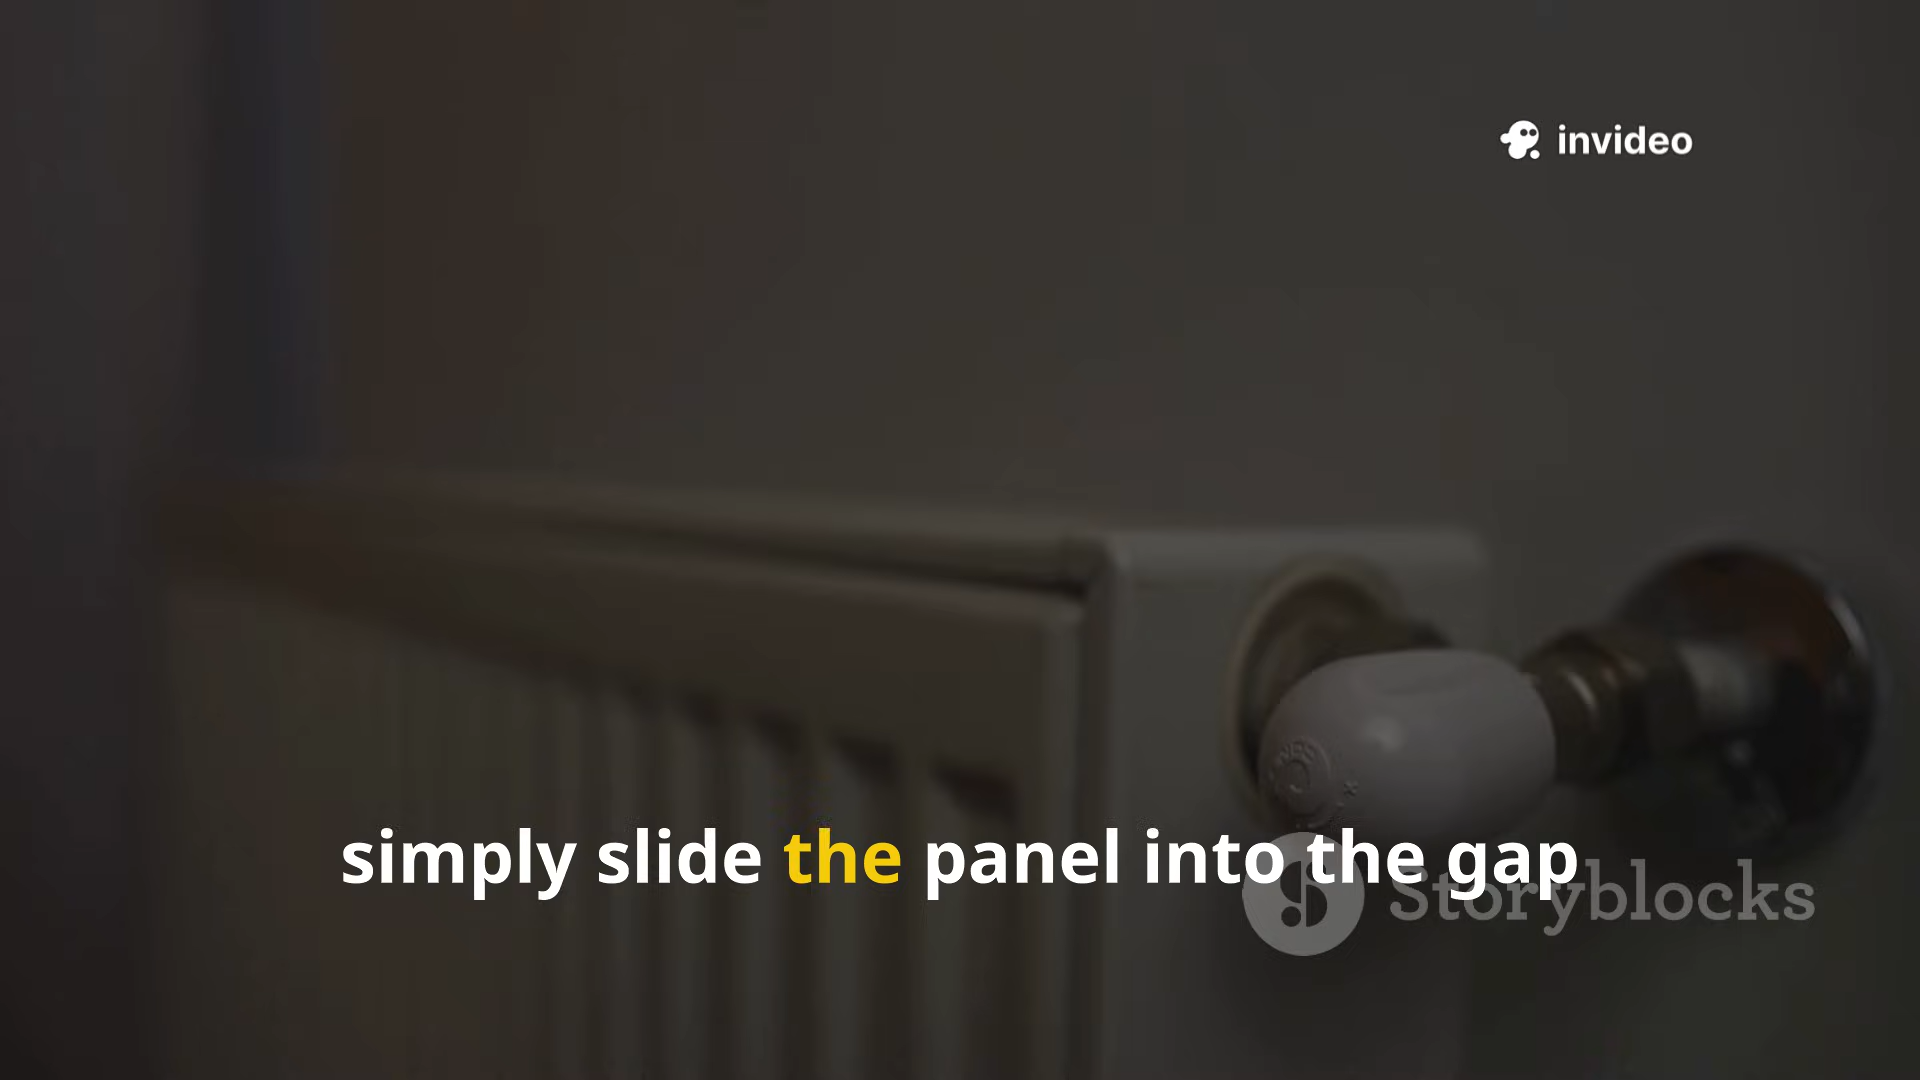 invideo
simply slide the panel into the gap
Storyblocks